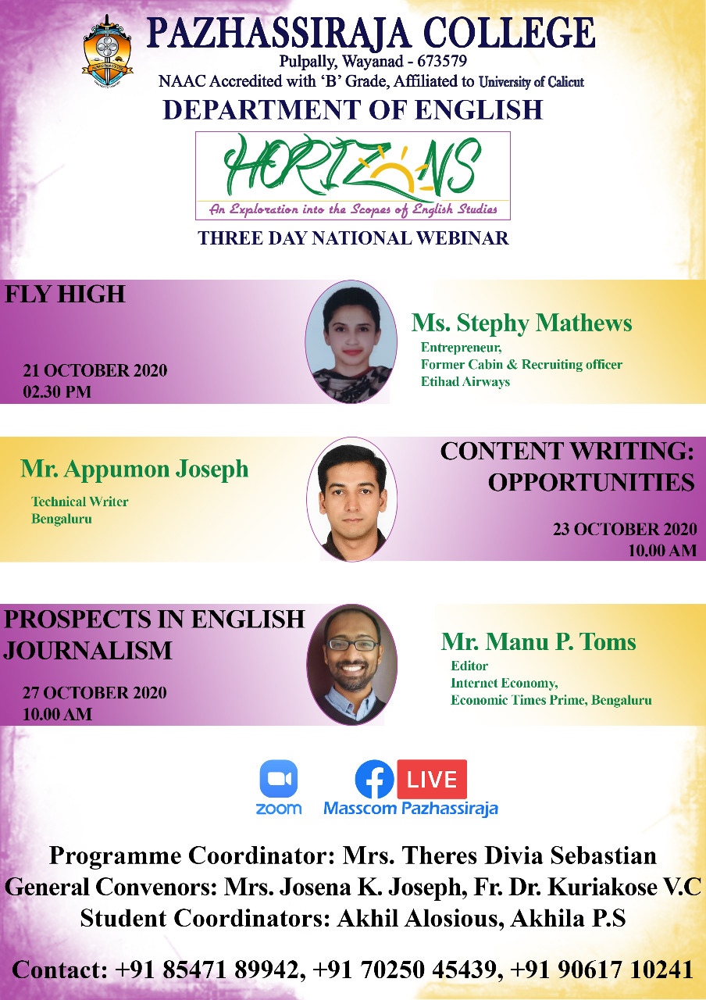 PAZHASSIRAJA COLLEGE
Pulpally, Wayanad - 673579
NAAC Accredited with ‘B’ Grade, Affiliated to University of Calicut
DEPARTMENT OF ENGLISH
HORIZONS
An Exploration into the Scopes of English Studies
THREE DAY NATIONAL WEBINAR
FLY HIGH
21 OCTOBER 2020
02.30 PM
Ms. Stephy Mathews
Entrepreneur,
Former Cabin & Recruiting officer
Etihad Airways
Mr. Appumon Joseph
Technical Writer
Bengaluru
CONTENT WRITING:
OPPORTUNITIES
23 OCTOBER 2020
10.00 AM
PROSPECTS IN ENGLISH
JOURNALISM
27 OCTOBER 2020
10.00 AM
Mr. Manu P. Toms
Editor
Internet Economy,
Economic Times Prime, Bengaluru
zoom
LIVE
Masscom Pazhassiraja
Programme Coordinator: Mrs. Theres Divia Sebastian
General Convenors: Mrs. Josena K. Joseph, Fr. Dr. Kuriakose V.C
Student Coordinators: Akhil Alosious, Akhila P.S
Contact: +91 85471 89942, +91 70250 45439, +91 90617 10241